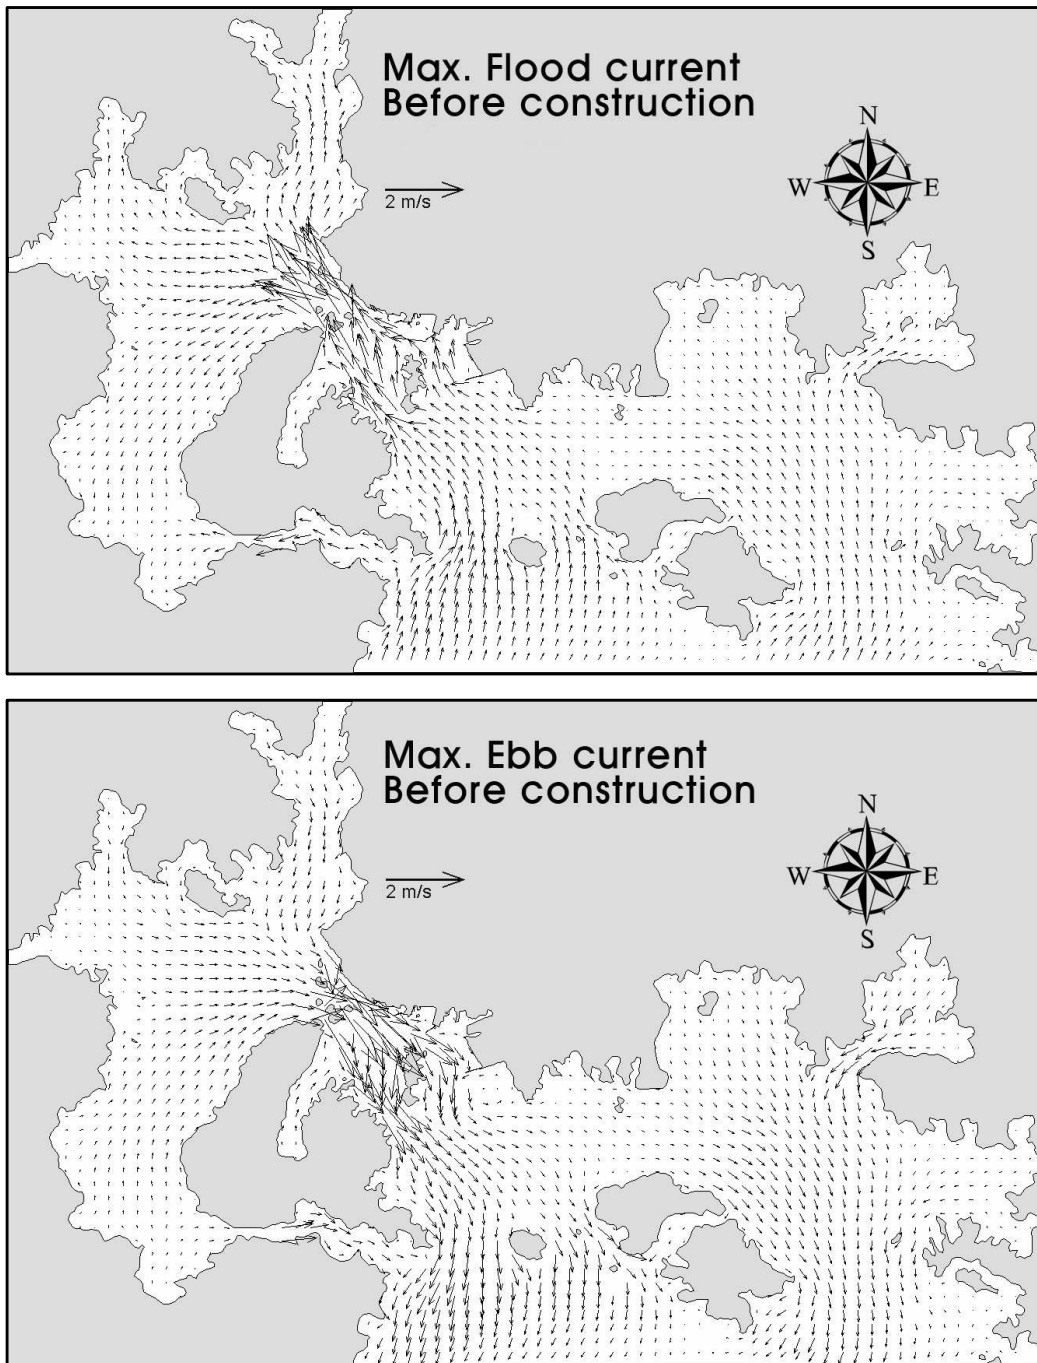 Max. Flood current
Before construction
N
2 m/s
W
E
S
Max. Ebb current
Before construction
N
2 m/s
W
E
S